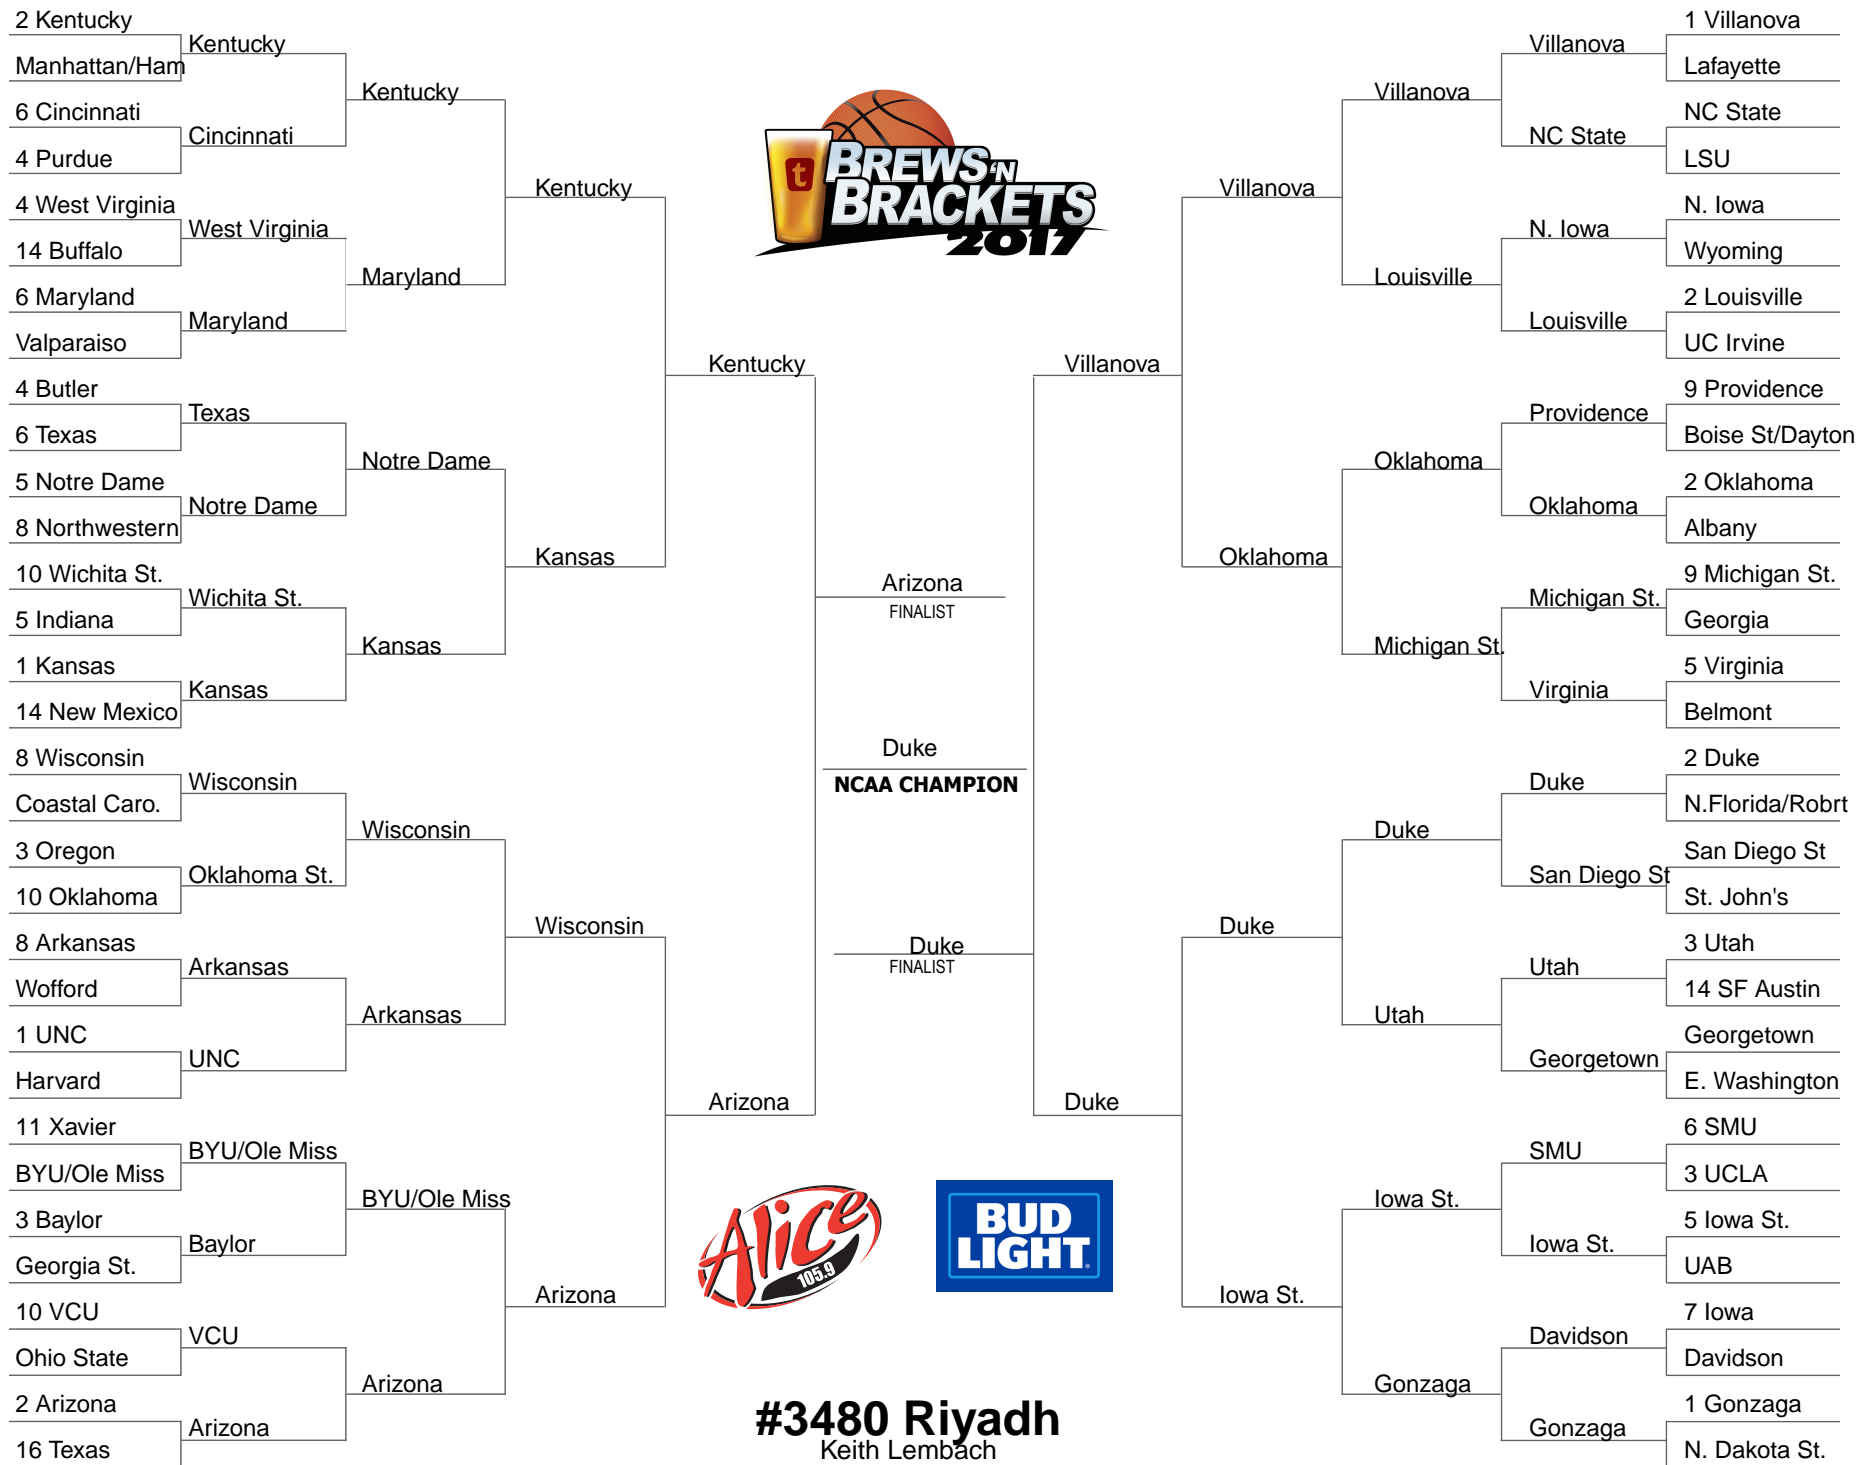 2 Kentucky
Manhattan/Ham
6 Cincinnati
4 Purdue
4 West Virginia
14 Buffalo
6 Maryland
Valparaiso
4 Butler
6 Texas
5 Notre Dame
8 Northwestern
10 Wichita St.
5 Indiana
1 Kansas
14 New Mexico
8 Wisconsin
Coastal Caro.
3 Oregon
10 Oklahoma
8 Arkansas
Wofford
1 UNC
Harvard
11 Xavier
BYU/Ole Miss
3 Baylor
Georgia St.
10 VCU
Ohio State
2 Arizona
16 Texas
Kentucky
Cincinnati
West Virginia
Maryland
Texas
Notre Dame
Wichita St.
Kansas
Wisconsin
Oklahoma St.
Arkansas
UNC
BYU/Ole Miss
Baylor
VCU
Arizona
Kentucky
Maryland
Notre Dame
Kansas
Wisconsin
Arkansas
BYU/Ole Miss
Arizona
Kentucky
Kansas
Wisconsin
Arizona
Kentucky
Arizona
t
BREWS 'N
BRACKETS
2017
Arizona
FINALIST
Duke
NCAA CHAMPION
Duke
FINALIST
Alice
105.9
BUD
LIGHT
#3480 Riyadh
Keith Lembach
Villanova
Duke
Villanova
Oklahoma
Duke
Iowa St.
Villanova
Louisville
Oklahoma
Michigan St.
Duke
Utah
Iowa St.
Gonzaga
Villanova
NC State
N. Iowa
Louisville
Providence
Oklahoma
Michigan St.
Virginia
Duke
San Diego St
Utah
Georgetown
SMU
Iowa St.
Davidson
Gonzaga
1 Villanova
Lafayette
NC State
LSU
N. Iowa
Wyoming
2 Louisville
UC Irvine
9 Providence
Boise St/Dayton
2 Oklahoma
Albany
9 Michigan St.
Georgia
5 Virginia
Belmont
2 Duke
N.Florida/Robrt
San Diego St
St. John's
3 Utah
14 SF Austin
Georgetown
E. Washington
6 SMU
3 UCLA
5 Iowa St.
UAB
7 Iowa
Davidson
1 Gonzaga
N. Dakota St.